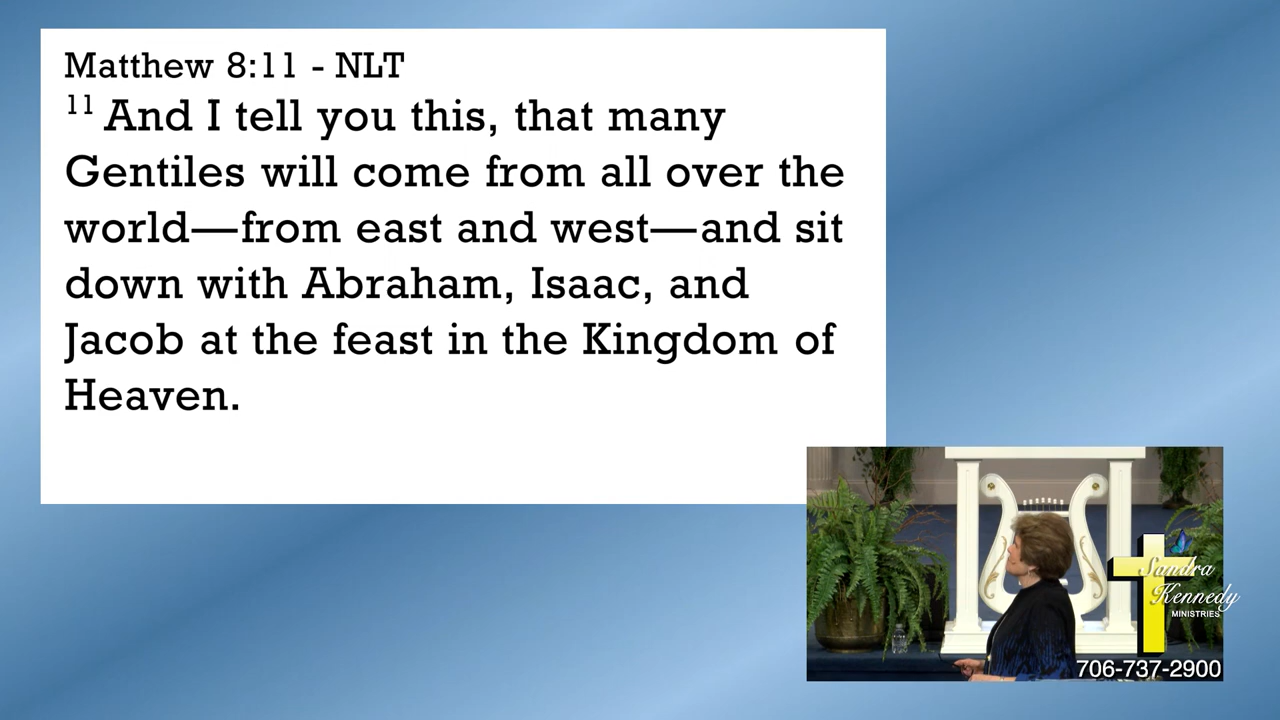 Matthew 8:11 - NLT
11 And I tell you this, that many
Gentiles will come from all over the
world—from east and west—and sit
down with Abraham, Isaac, and
Jacob at the feast in the Kingdom of
Heaven.
Sandra
Kennedy
MINISTRIES
706-737-2900